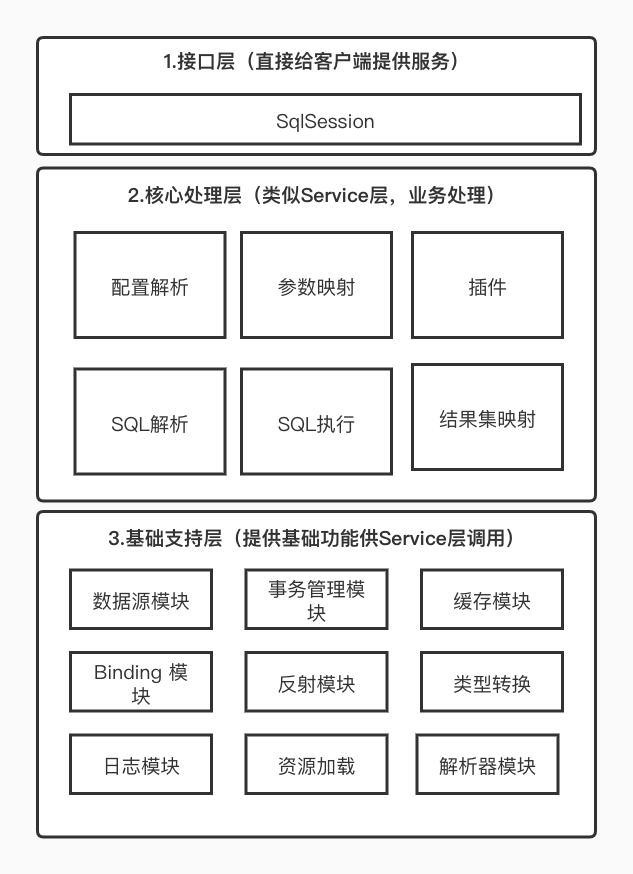 1.接口层（直接给客户端提供服务）
SqlSession
2.核心处理层（类似Service层，业务处理）
配置解析
参数映射
插件
SQL解析
SQL执行
结果集映射
3.基础支持层（提供基础功能供Service层调用）
数据源模块
事务管理模
块
缓存模块
Binding 模
块
反射模块
类型转换
日志模块
资源加载
解析器模块